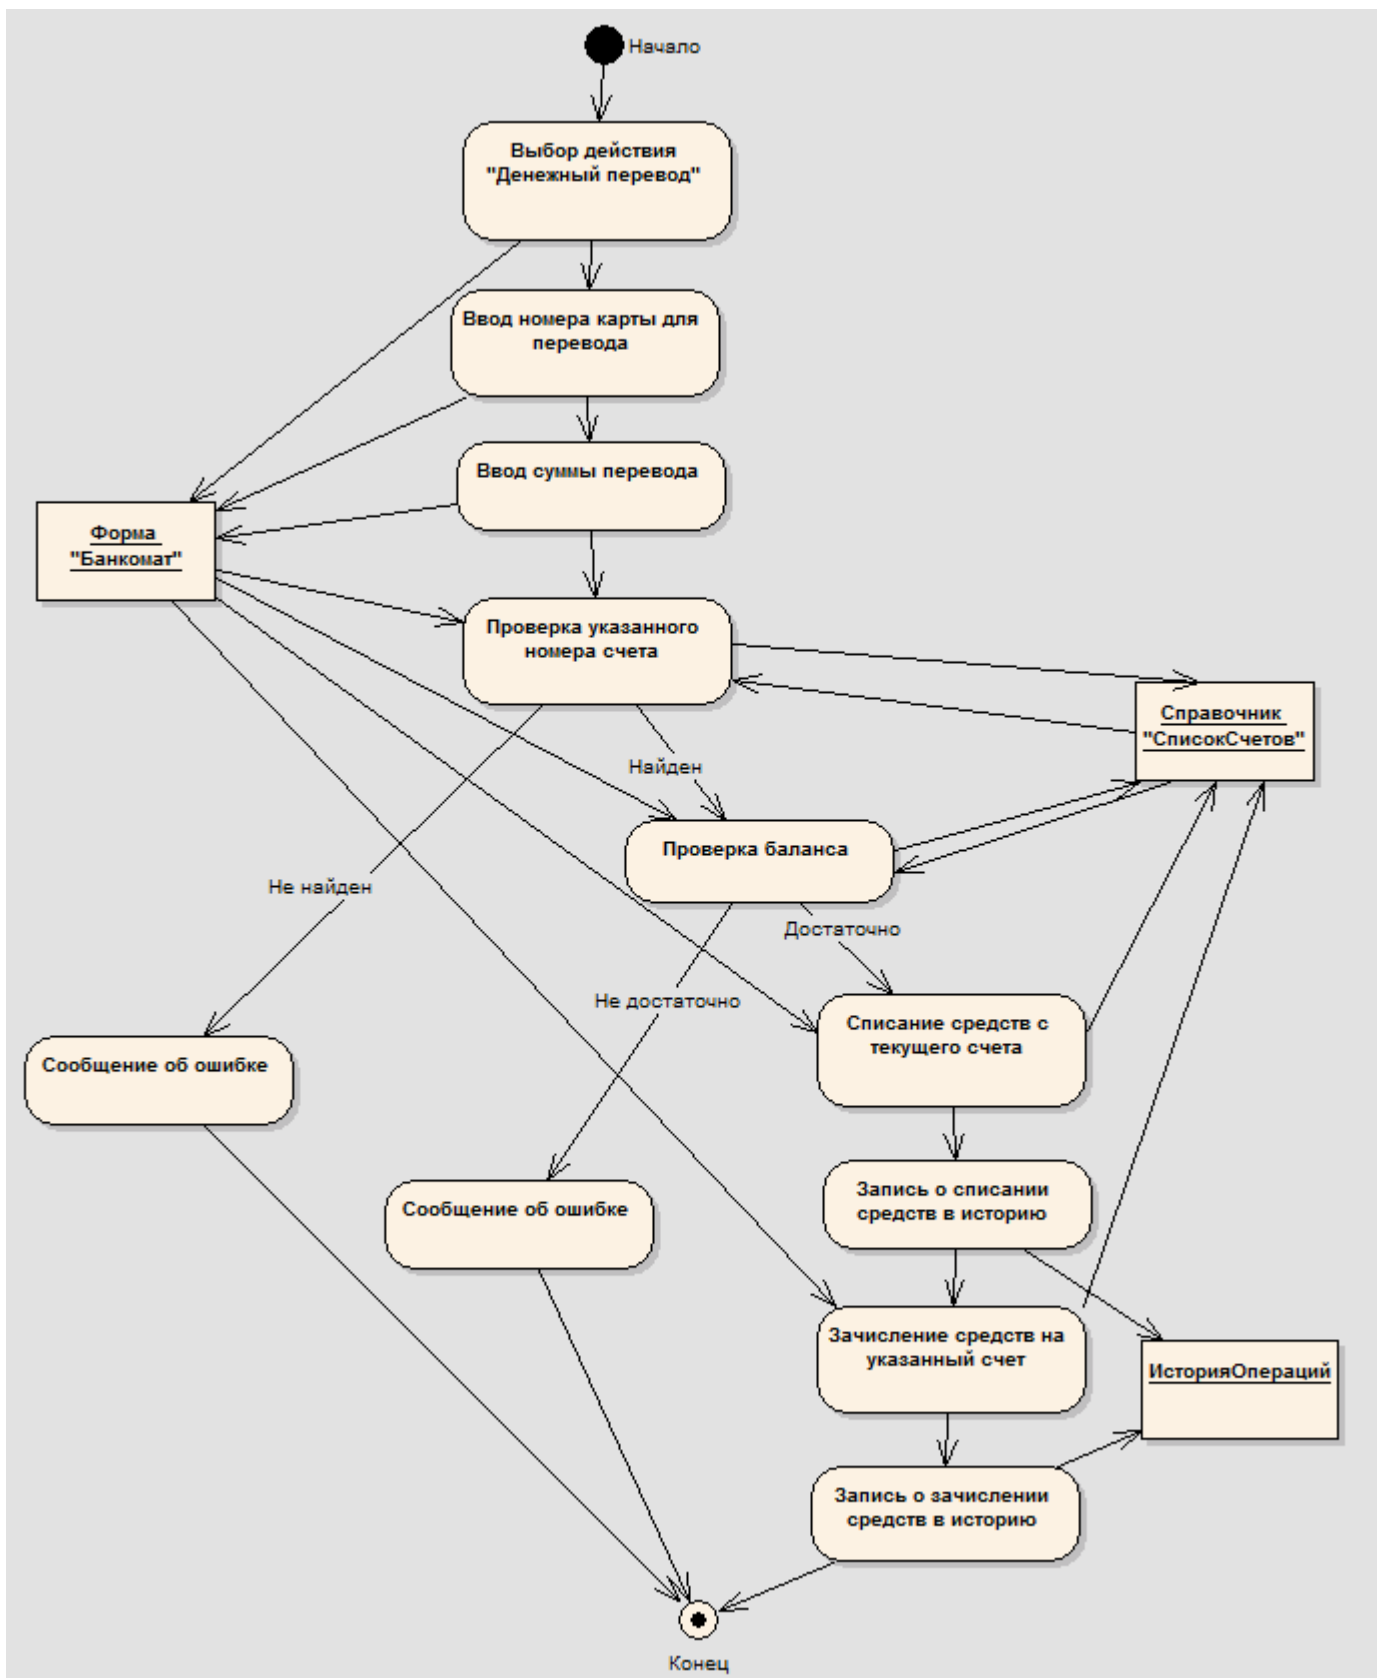 Начало
Выбор действия
"Денежный перевод"
Ввод номера карты для
перевода
Ввод суммы перевода
Форма
"Банкомат"
Проверка указанного
номера счета
Справочник
"СписокСчетов"
Найден
Проверка баланса
Не найден
Достаточно
Не достаточно
Списание средств с
текущего счета
Сообщение об ошибке
Запись о списании
средств в историю
Сообщение об ошибке
Зачисление средств на
указанный счет
ИсторияОпераций
Запись о зачислении
средств в историю
Конец